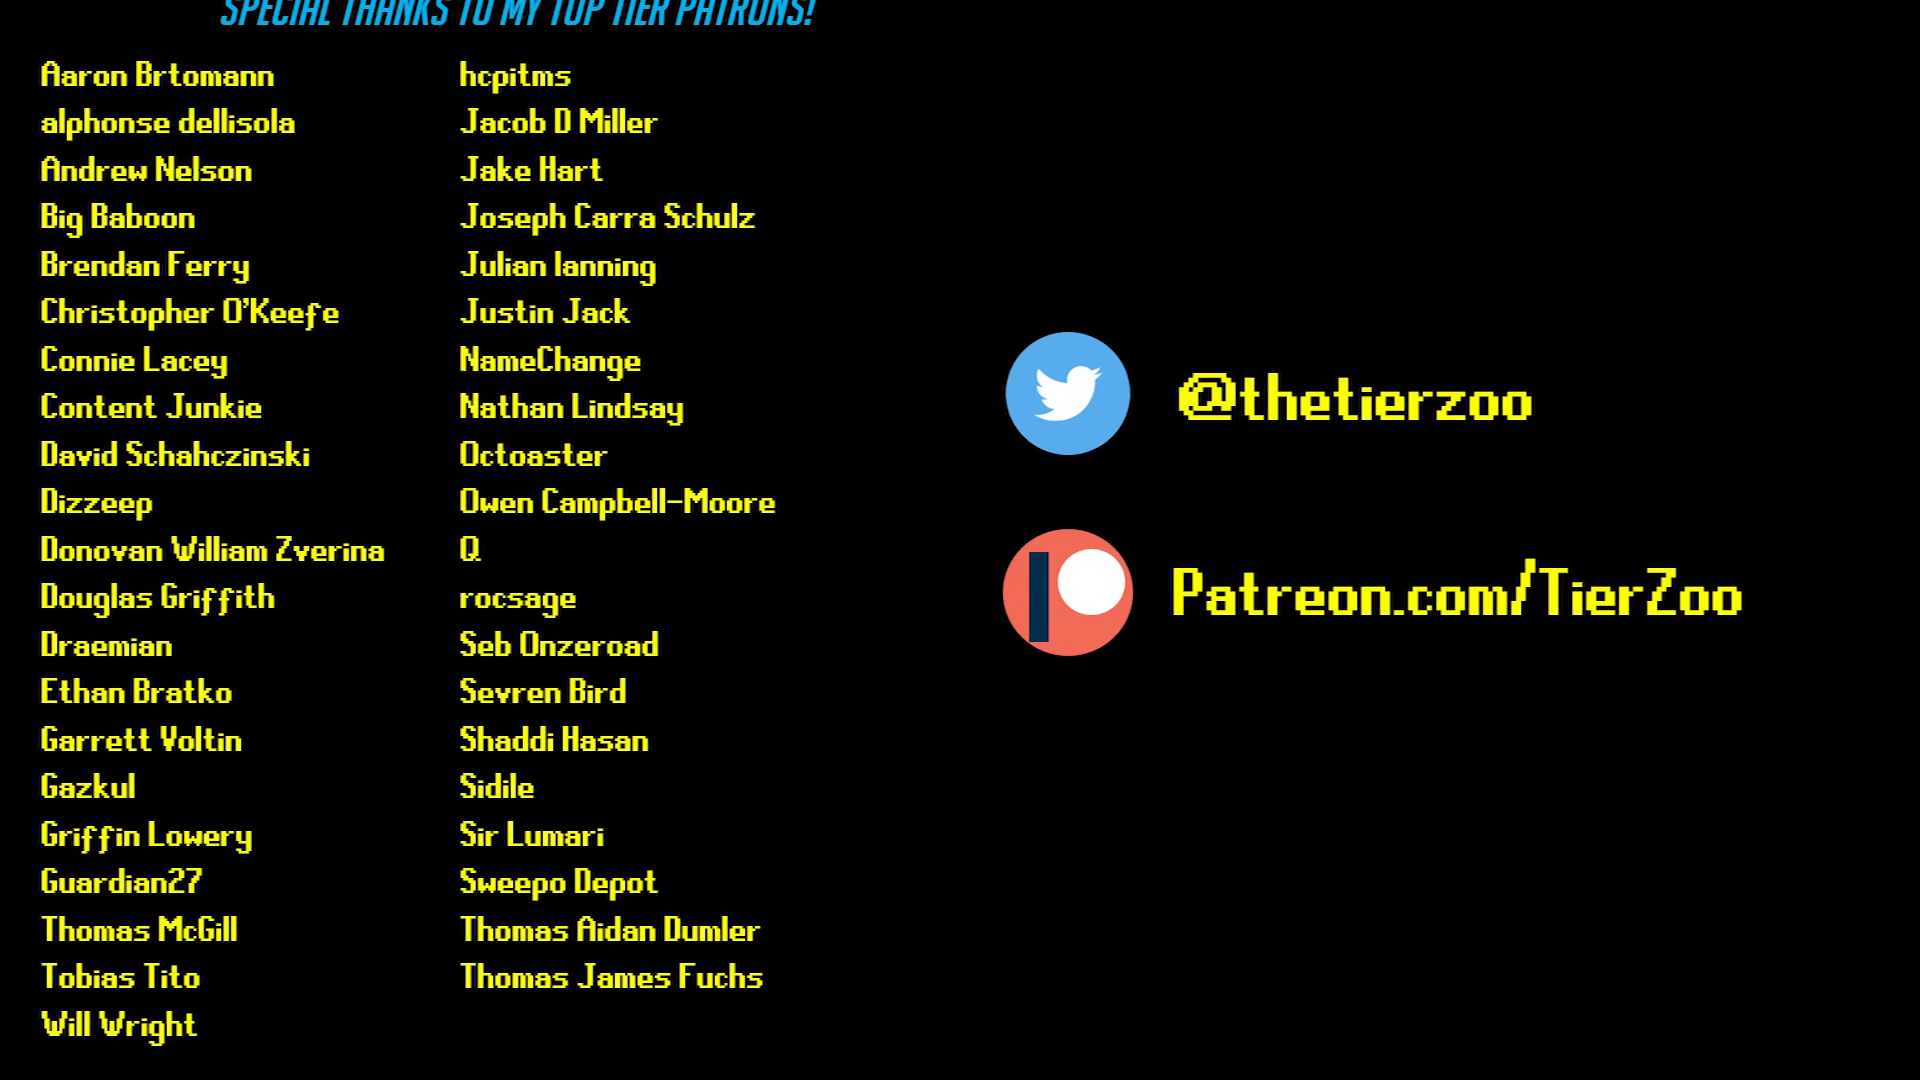 SPECIAL THANKS TO MY TOP TIER PATRONS!
Aaron Brtomann
alphonse dellisola
Andrew Nelson
Big Baboon
Brendan Ferry
Christopher O'Keefe
Connie Lacey
Content Junkie
David Schahczinski
Dizzeep
Donovan William Zverina
Douglas Griffith
Draemian
Ethan Bratko
Garrett Voltin
Gazkul
Griffin Lowery
Guardian27
Thomas McGill
Tobias Tito
Will Wright
hcpitms
Jacob D Miller
Jake Hart
Joseph Carra Schulz
Julian lanning
Justin Jack
NameChange
Nathan Lindsay
Octoaster
Owen Campbell-Moore
Q
rocsage
Seb Onzeroad
Sevren Bird
Shaddi Hasan
Sidile
Sir Lumari
Sweepo Depot
Thomas Aidan Dumler
Thomas James Fuchs
@thetierzoo
Patreon.com/TierZoo